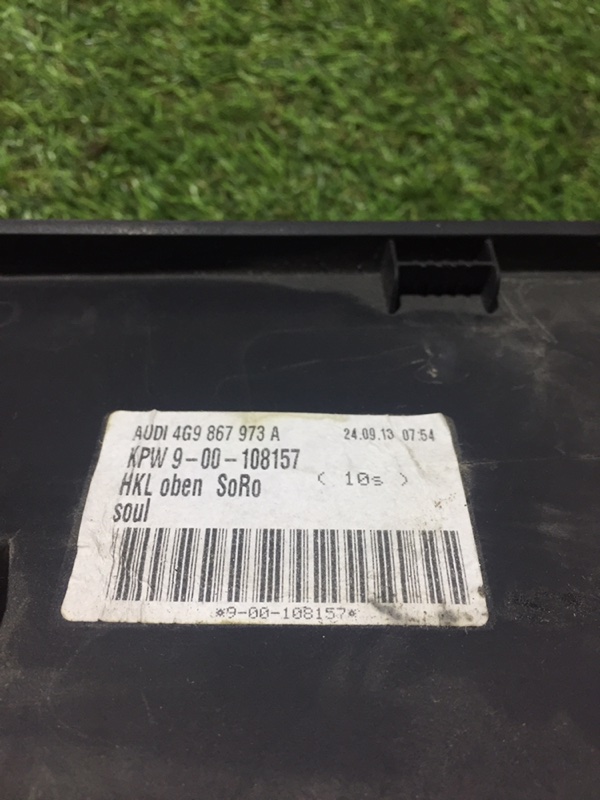 AUDI 4G9 867 973 A 24.09.13 07:54
KPW 9-00-108157
HKL oben SoRo ( 10s )
soul
*9-00-108157*